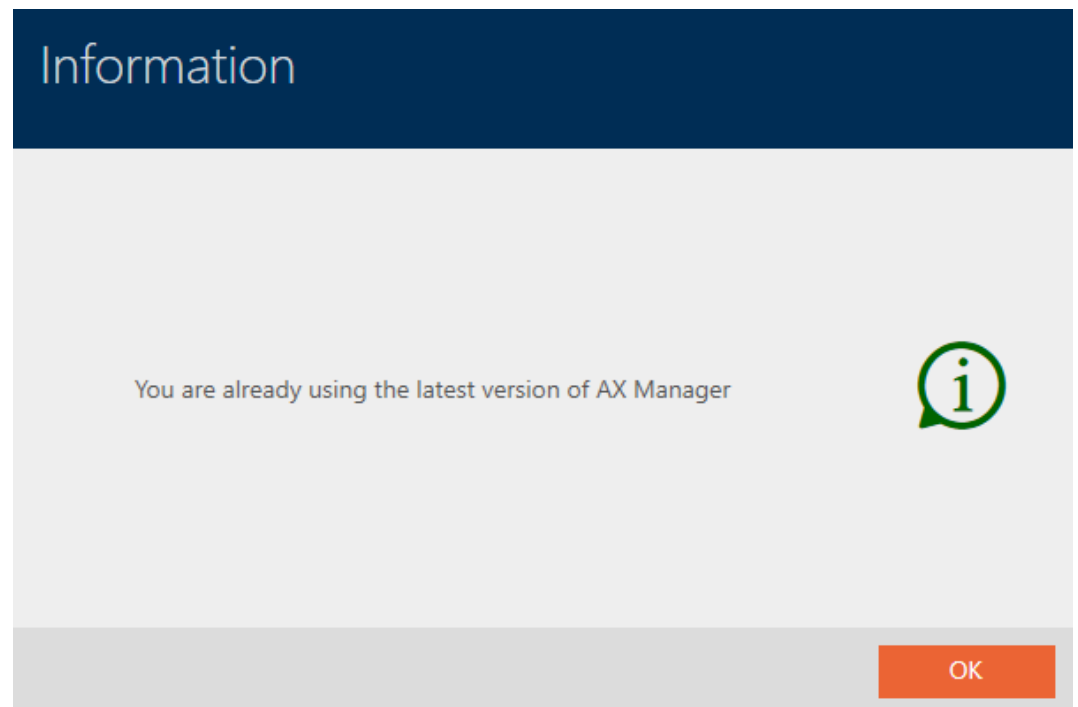 Information
You are already using the latest version of AX Manager
i
OK